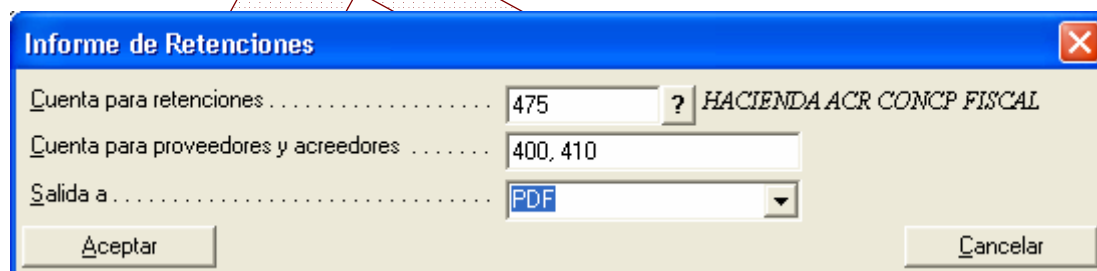 Informe de Retenciones
Cuenta para retenciones . . . . . . . . . . . . . . . . . . . . 475 ? HACIENDA ACR CONCP FISCAL
Cuenta para proveedores y acreedores . . . . . . . 400, 410
Salida a . . . . . . . . . . . . . . . . . . . . . . . . . . . . . . . . . . PDF
Aceptar Cancelar